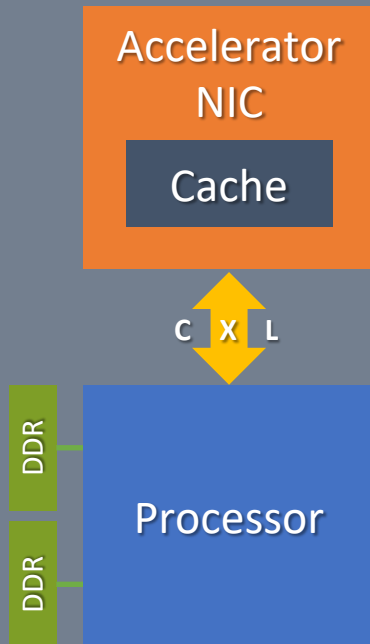 Accelerator
NIC
Cache
C X L
DDR
Processor
DDR